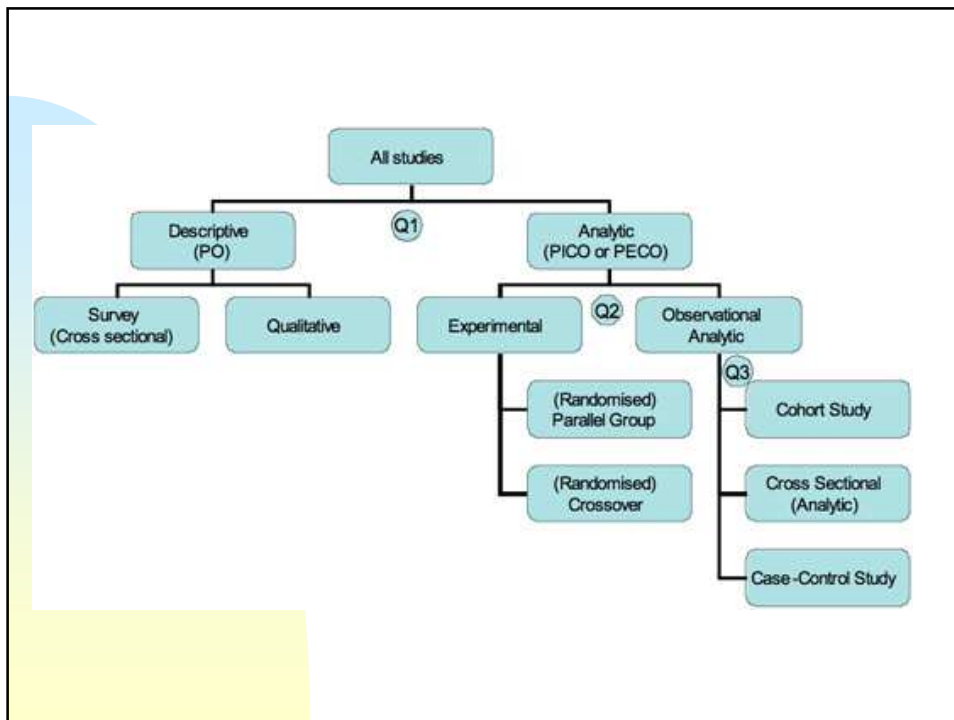 All studies
Q1
Descriptive
(PO)
Analytic
(PICO or PECO)
Survey
(Cross sectional)
Qualitative
Experimental
Q2
Observational
Analytic
Q3
(Randomised)
Parallel Group
Cohort Study
(Randomised)
Crossover
Cross Sectional
(Analytic)
Case-Control Study